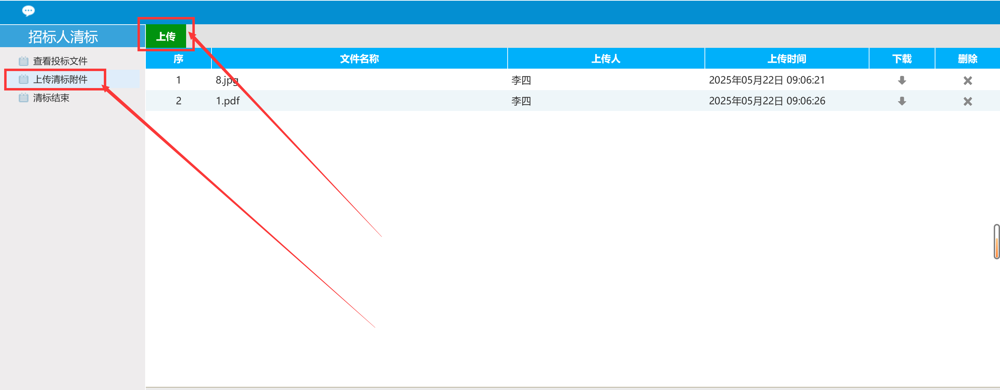 招标人清标
查看投标文件
上传清标附件
清标结束
上传
序 文件名称 上传人 上传时间 下载 删除
1 8.jpg 李四 2025年05月22日 09:06:21
2 1.pdf 李四 2025年05月22日 09:06:26